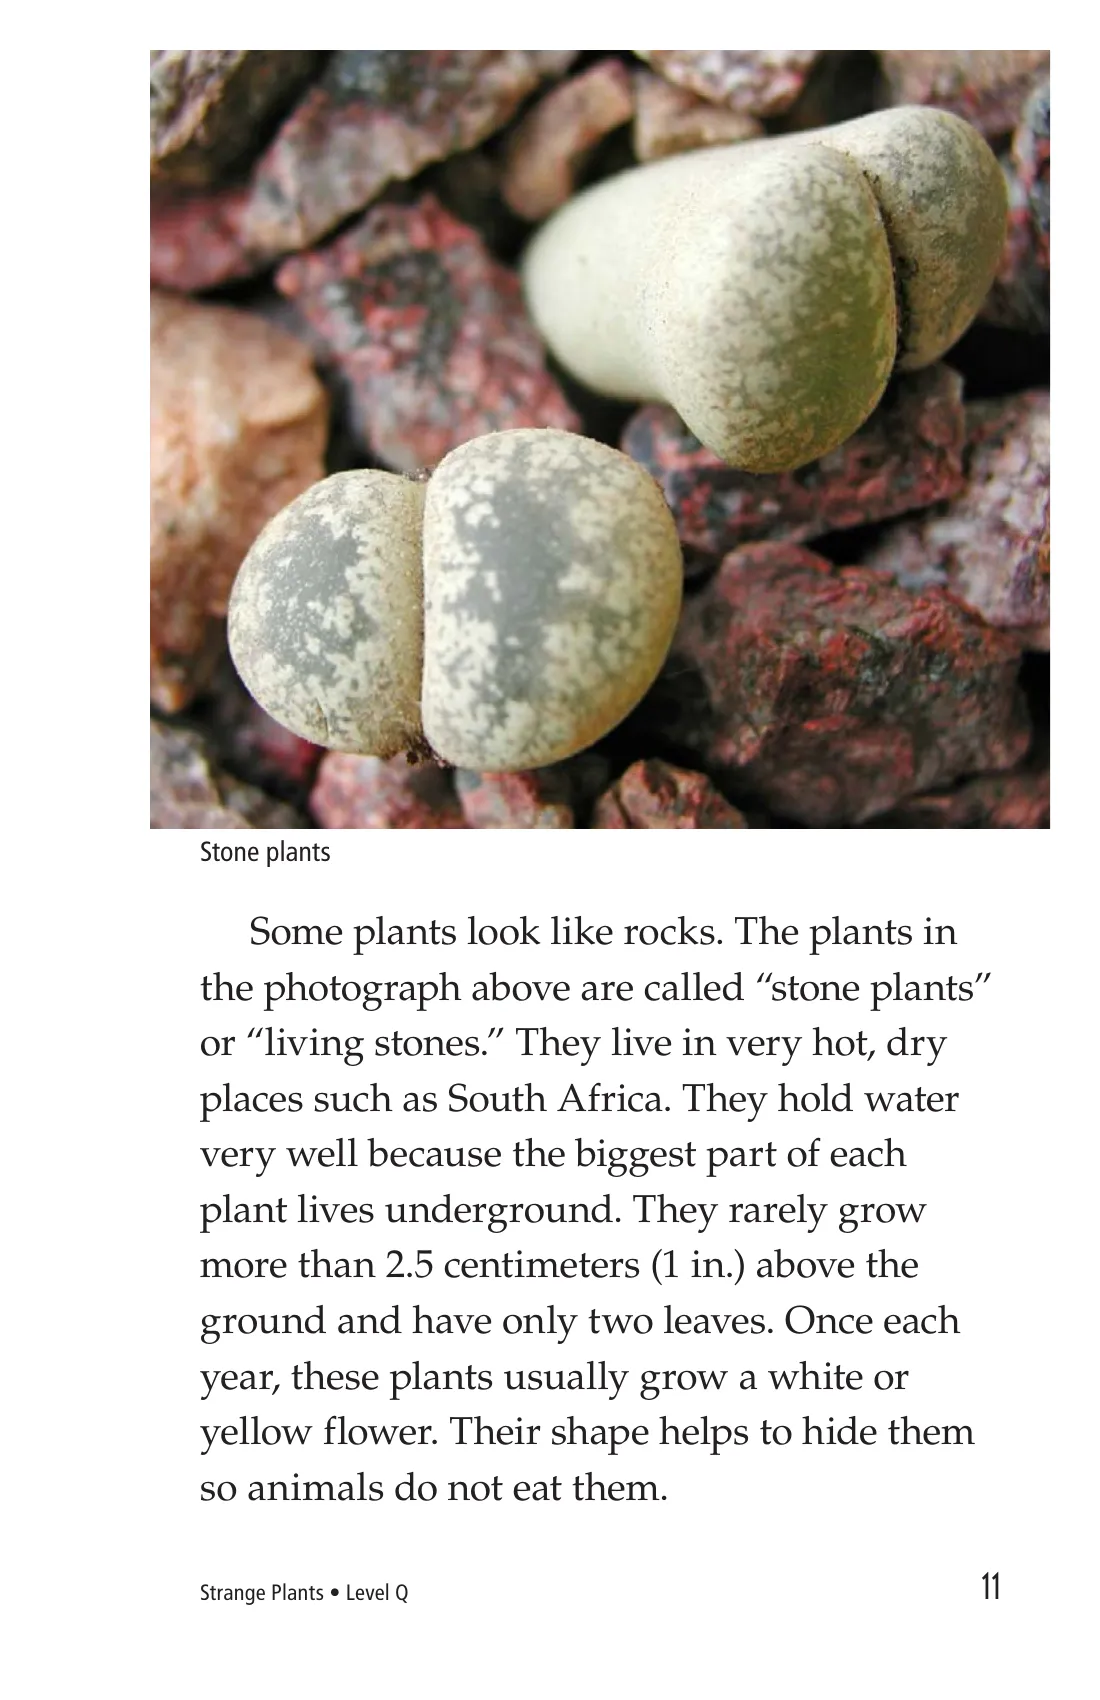 Stone plants
Some plants look like rocks. The plants in
the photograph above are called “stone plants”
or “living stones.” They live in very hot, dry
places such as South Africa. They hold water
very well because the biggest part of each
plant lives underground. They rarely grow
more than 2.5 centimeters (1 in.) above the
ground and have only two leaves. Once each
year, these plants usually grow a white or
yellow flower. Their shape helps to hide them
so animals do not eat them.
Strange Plants • Level Q 11